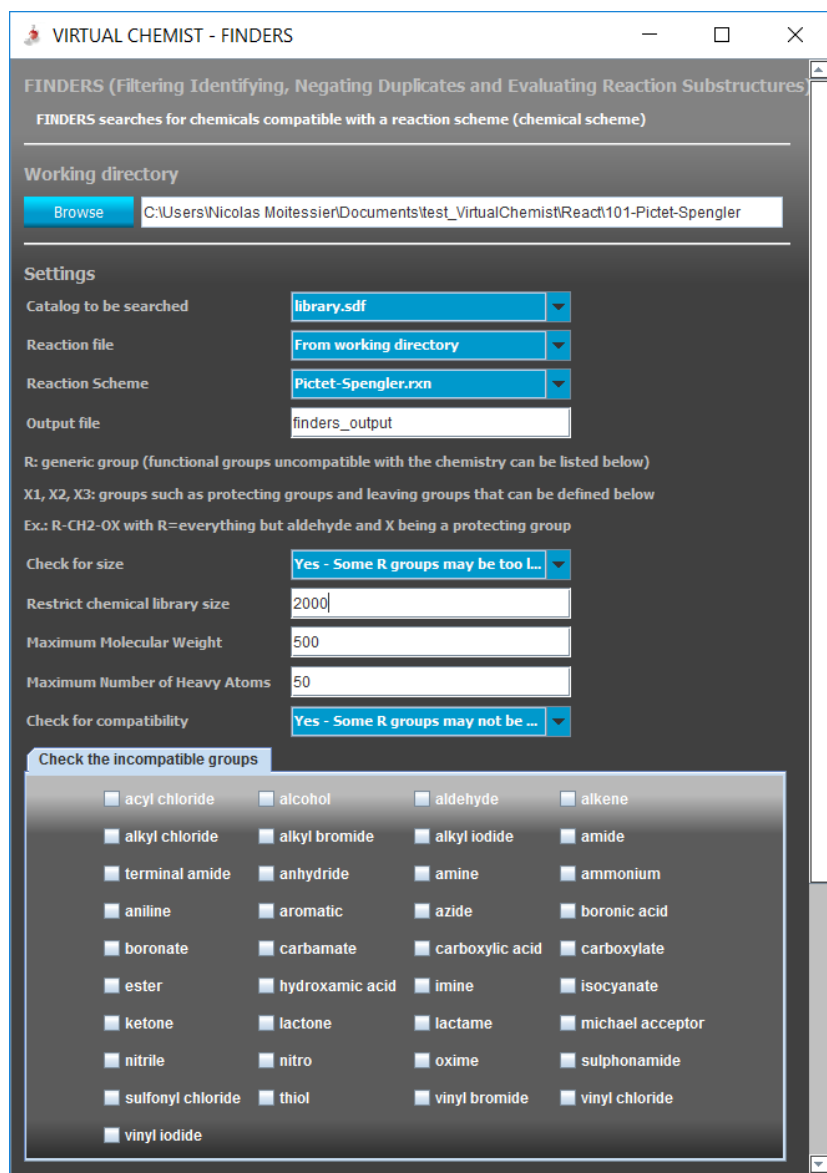 VIRTUAL CHEMIST - FINDERS
FINDERS (Filtering Identifying, Negating Duplicates and Evaluating Reaction Substructures)
FINDERS searches for chemicals compatible with a reaction scheme (chemical scheme)
Working directory
Browse C:\Users\Nicolas Moitessier\Documents\test_VirtualChemist\React\101-Pictet-Spengler
Settings
Catalog to be searched library.sdf
Reaction file From working directory
Reaction Scheme Pictet-Spengler.rxn
Output file finders_output
R: generic group (functional groups uncompatible with the chemistry can be listed below)
X1, X2, X3: groups such as protecting groups and leaving groups that can be defined below
Ex.: R-CH2-OX with R=everything but aldehyde and X being a protecting group
Check for size Yes - Some R groups may be too l...
Restrict chemical library size 2000
Maximum Molecular Weight 500
Maximum Number of Heavy Atoms 50
Check for compatibility Yes - Some R groups may not be ...
Check the incompatible groups
acyl chloride alcohol aldehyde alkene
alkyl chloride alkyl bromide alkyl iodide amide
terminal amide anhydride amine ammonium
aniline aromatic azide boronic acid
boronate carbamate carboxylic acid carboxylate
ester hydroxamic acid imine isocyanate
ketone lactone lactame michael acceptor
nitrile nitro oxime sulphonamide
sulfonyl chloride thiol vinyl bromide vinyl chloride
vinyl iodide